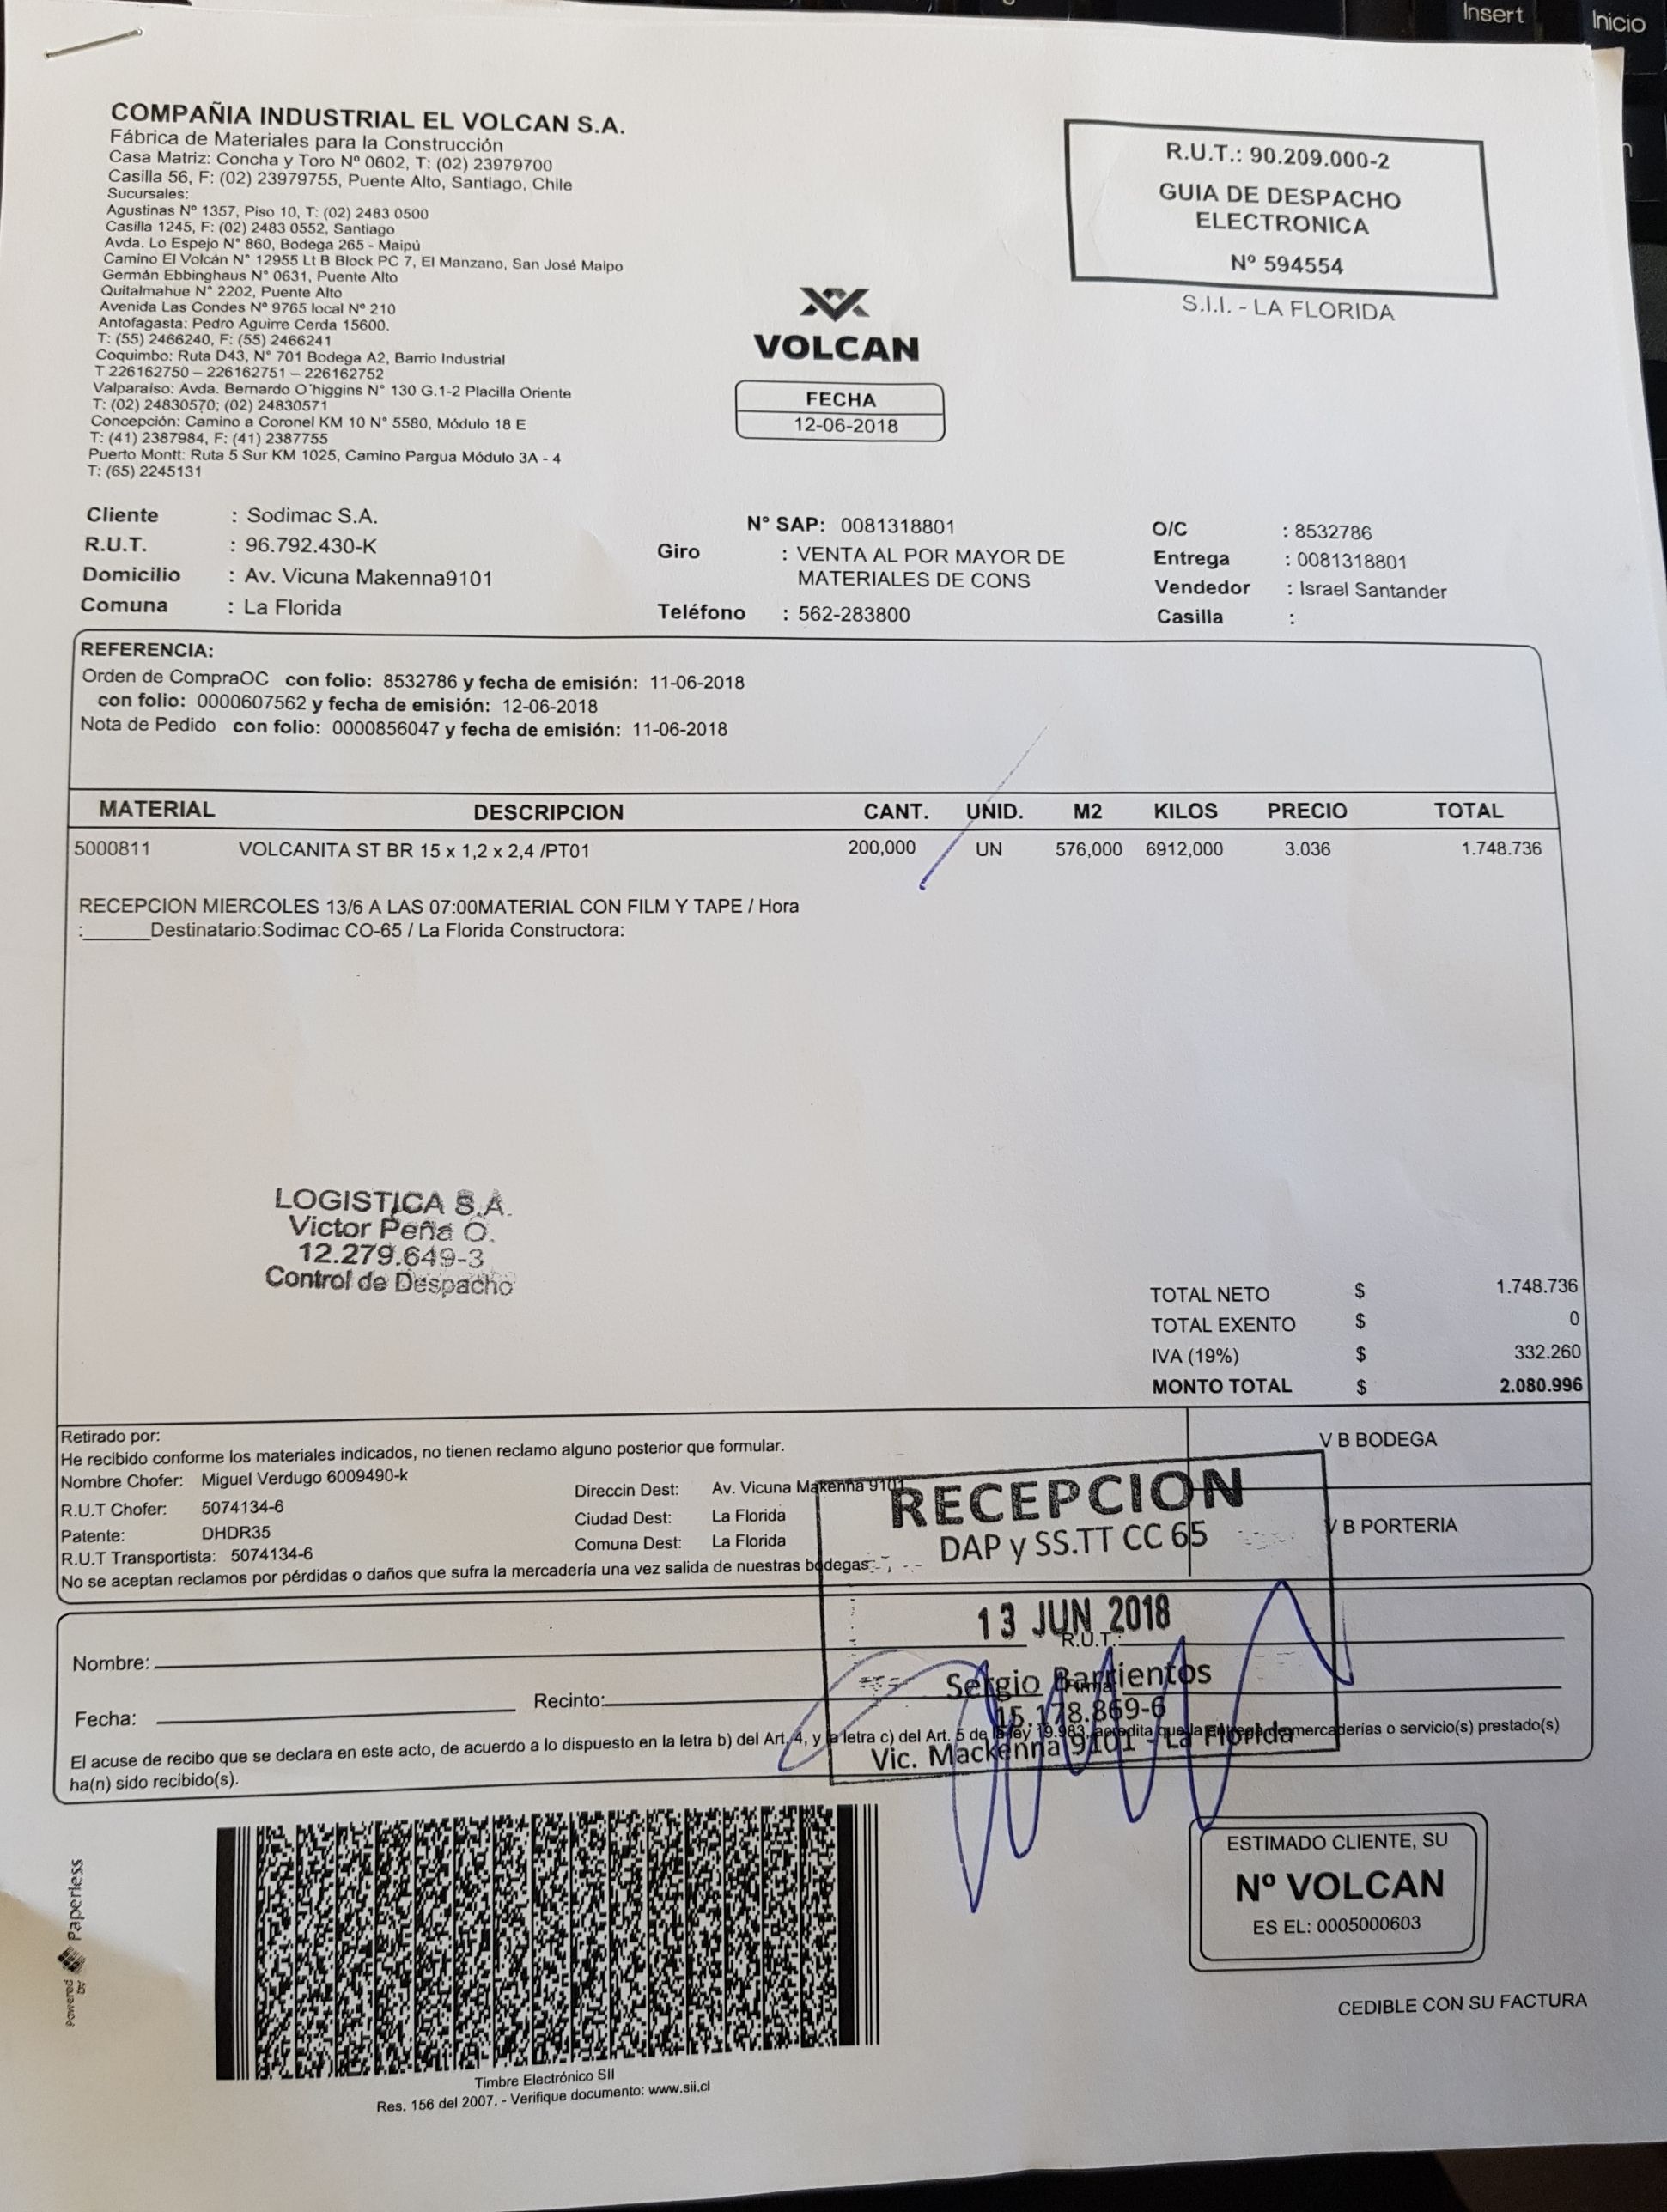 Insert
Inicio
COMPAÑIA INDUSTRIAL EL VOLCAN S.A.
Fábrica de Materiales para la Construcción
Casa Matriz: Concha y Toro Nº 0602, T: (02) 23979700
Casilla 56, F: (02) 23979755, Puente Alto, Santiago, Chile
Sucursales:
Agustinas Nº 1357, Piso 10, T: (02) 2483 0500
Casilla 1245, F: (02) 2483 0552, Santiago
Avda. Lo Espejo N° 860, Bodega 265 - Maipú
Camino El Volcán N° 12955 Lt B Block PC 7, El Manzano, San José Maipo
Germán Ebbinghaus N° 0631, Puente Alto
Quitalmahue N° 2202, Puente Alto
Avenida Las Condes Nº 9765 local Nº 210
Antofagasta: Pedro Aguirre Cerda 15600.
T: (55) 2466240, F: (55) 2466241
Coquimbo: Ruta D43, N° 701 Bodega A2, Barrio Industrial
T 226162750 – 226162751 – 226162752
Valparaíso: Avda. Bernardo O´higgins N° 130 G.1-2 Placilla Oriente
T: (02) 24830570; (02) 24830571
Concepción: Camino a Coronel KM 10 N° 5580, Módulo 18 E
T: (41) 2387984, F: (41) 2387755
Puerto Montt: Ruta 5 Sur KM 1025, Camino Pargua Módulo 3A - 4
T: (65) 2245131
R.U.T.: 90.209.000-2
GUIA DE DESPACHO
ELECTRONICA
Nº 594554
S.I.I. - LA FLORIDA
VOLCAN
FECHA
12-06-2018
Cliente : Sodimac S.A.
R.U.T. : 96.792.430-K
Domicilio : Av. Vicuna Makenna9101
Comuna : La Florida
N° SAP: 0081318801
Giro : VENTA AL POR MAYOR DE
MATERIALES DE CONS
Teléfono : 562-283800
O/C : 8532786
Entrega : 0081318801
Vendedor : Israel Santander
Casilla :
REFERENCIA:
Orden de CompraOC con folio: 8532786 y fecha de emisión: 11-06-2018
con folio: 0000607562 y fecha de emisión: 12-06-2018
Nota de Pedido con folio: 0000856047 y fecha de emisión: 11-06-2018
MATERIAL DESCRIPCION CANT. UNID. M2 KILOS PRECIO TOTAL
5000811 VOLCANITA ST BR 15 x 1,2 x 2,4 /PT01 200,000 UN 576,000 6912,000 3.036 1.748.736
RECEPCION MIERCOLES 13/6 A LAS 07:00MATERIAL CON FILM Y TAPE / Hora
:______Destinatario:Sodimac CO-65 / La Florida Constructora:
LOGISTICA S.A.
Victor Peña O.
12.279.649-3
Control de Despacho
TOTAL NETO $ 1.748.736
TOTAL EXENTO $ 0
IVA (19%) $ 332.260
MONTO TOTAL $ 2.080.996
Retirado por:
He recibido conforme los materiales indicados, no tienen reclamo alguno posterior que formular.
Nombre Chofer: Miguel Verdugo 6009490-k
R.U.T Chofer: 5074134-6
Patente: DHDR35
R.U.T Transportista: 5074134-6
Direccin Dest: Av. Vicuna Makenna 9101
Ciudad Dest: La Florida
Comuna Dest: La Florida
No se aceptan reclamos por pérdidas o daños que sufra la mercadería una vez salida de nuestras bodegas
V B BODEGA
V B PORTERIA
RECEPCION
DAP y SS.TT CC 65
13 JUN 2018
Sergio Barrientos
15.178.869-6
Vic. Mackenna 9101 - La Florida
Nombre:
R.U.T.:
Fecha:
Recinto:
Firma:
El acuse de recibo que se declara en este acto, de acuerdo a lo dispuesto en la letra b) del Art. 4, y la letra c) del Art. 5 de la ley 19.983, acredita que la entrega de mercaderías o servicio(s) prestado(s)
ha(n) sido recibido(s).
Powered by Paperless
Timbre Electrónico SII
Res. 156 del 2007. - Verifique documento: www.sii.cl
ESTIMADO CLIENTE, SU
Nº VOLCAN
ES EL: 0005000603
CEDIBLE CON SU FACTURA